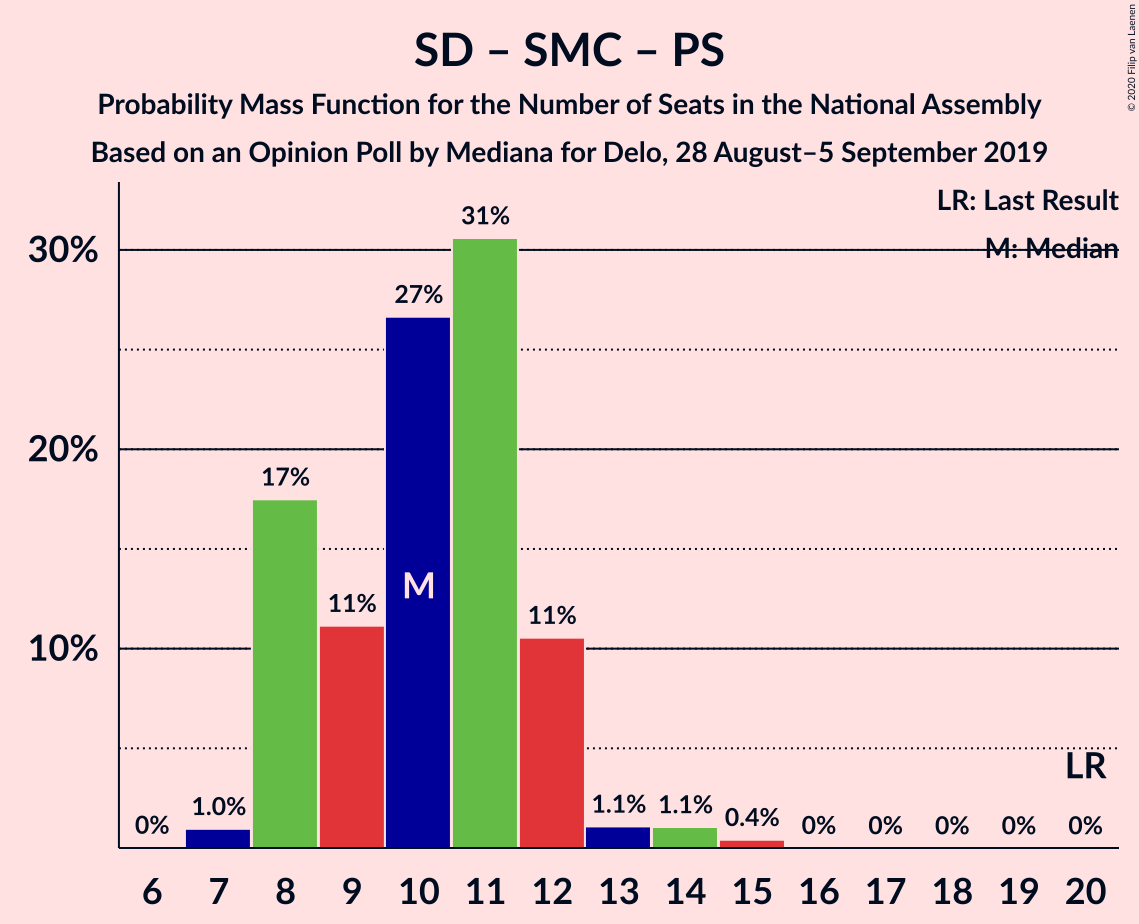 SD – SMC – PS
Probability Mass Function for the Number of Seats in the National Assembly
Based on an Opinion Poll by Mediana for Delo, 28 August–5 September 2019
© 2020 Filip van Laenen
LR: Last Result
M: Median
30%
20%
10%
0%
1.0%
17%
11%
27%
31%
11%
1.1%
1.1%
0.4%
0%
0%
0%
0%
0%
M
LR
6 7 8 9 10 11 12 13 14 15 16 17 18 19 20